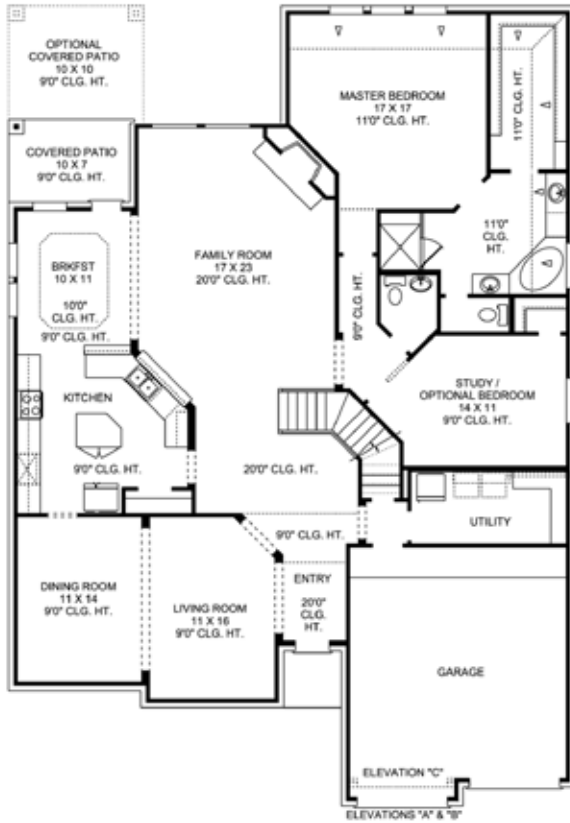 OPTIONAL
COVERED PATIO
10 X 10
9'0" CLG. HT.
COVERED PATIO
10 X 7
9'0" CLG. HT.
MASTER BEDROOM
17 X 17
11'0" CLG. HT.
11'0" CLG. HT.
11'0"
CLG.
HT.
BRKFST
10 X 11
10'0"
CLG. HT.
9'0" CLG. HT.
FAMILY ROOM
17 X 23
20'0" CLG. HT.
9'0" CLG. HT.
KITCHEN
9'0" CLG. HT.
STUDY /
OPTIONAL BEDROOM
14 X 11
9'0" CLG. HT.
20'0" CLG. HT.
UTILITY
9'0" CLG. HT.
DINING ROOM
11 X 14
9'0" CLG. HT.
LIVING ROOM
11 X 16
9'0" CLG. HT.
ENTRY
20'0"
CLG.
HT.
GARAGE
ELEVATION "C"
ELEVATIONS "A" & "B"